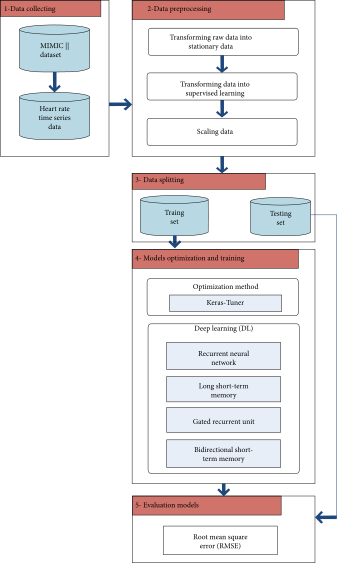 1-Data collecting
MIMIC ||
dataset
Heart rate
time series
data
2-Data preprocessing
Transforming raw data into
stationary data
Transforming data into
supervised learning
Scaling data
3- Data splitting
Traing
set
Testing
set
4- Models optimization and training
Optimization method
Keras-Tuner
Deep learning (DL)
Recurrent neural
network
Long short-term
memory
Gated recurrent unit
Bidirectional short-
term memory
5- Evaluation models
Root mean square
error (RMSE)